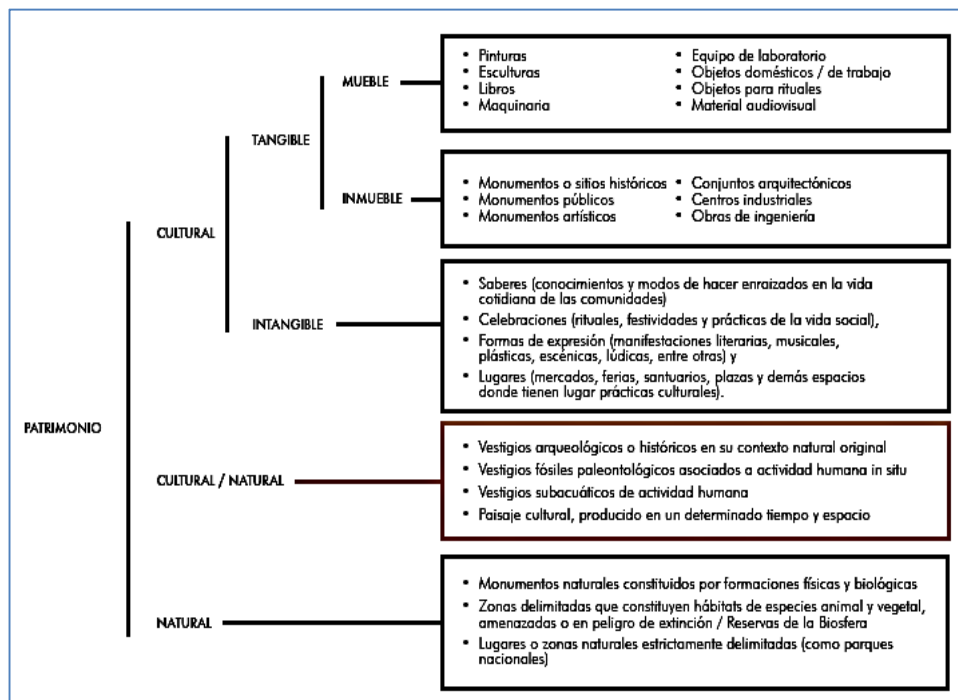 • Pinturas
• Esculturas
• Libros
• Maquinaria
• Equipo de laboratorio
• Objetos domésticos / de trabajo
• Objetos para rituales
• Material audiovisual
MUEBLE
TANGIBLE
INMUEBLE
• Monumentos o sitios históricos
• Monumentos públicos
• Monumentos artísticos
• Conjuntos arquitectónicos
• Centros industriales
• Obras de ingeniería
CULTURAL
INTANGIBLE
• Saberes (conocimientos y modos de hacer enraizados en la vida
cotidiana de las comunidades)
• Celebraciones (rituales, festividades y prácticas de la vida social),
• Formas de expresión (manifestaciones literarias, musicales,
plásticas, escénicas, lúdicas, entre otras) y
• Lugares (mercados, ferias, santuarios, plazas y demás espacios
donde tienen lugar prácticas culturales).
PATRIMONIO
CULTURAL / NATURAL
• Vestigios arqueológicos o históricos en su contexto natural original
• Vestigios fósiles paleontológicos asociados a actividad humana in situ
• Vestigios subacuáticos de actividad humana
• Paisaje cultural, producido en un determinado tiempo y espacio
NATURAL
• Monumentos naturales constituidos por formaciones físicas y biológicas
• Zonas delimitadas que constituyen hábitats de especies animal y vegetal,
amenazadas o en peligro de extinción / Reservas de la Biosfera
• Lugares o zonas naturales estrictamente delimitadas (como parques
nacionales)